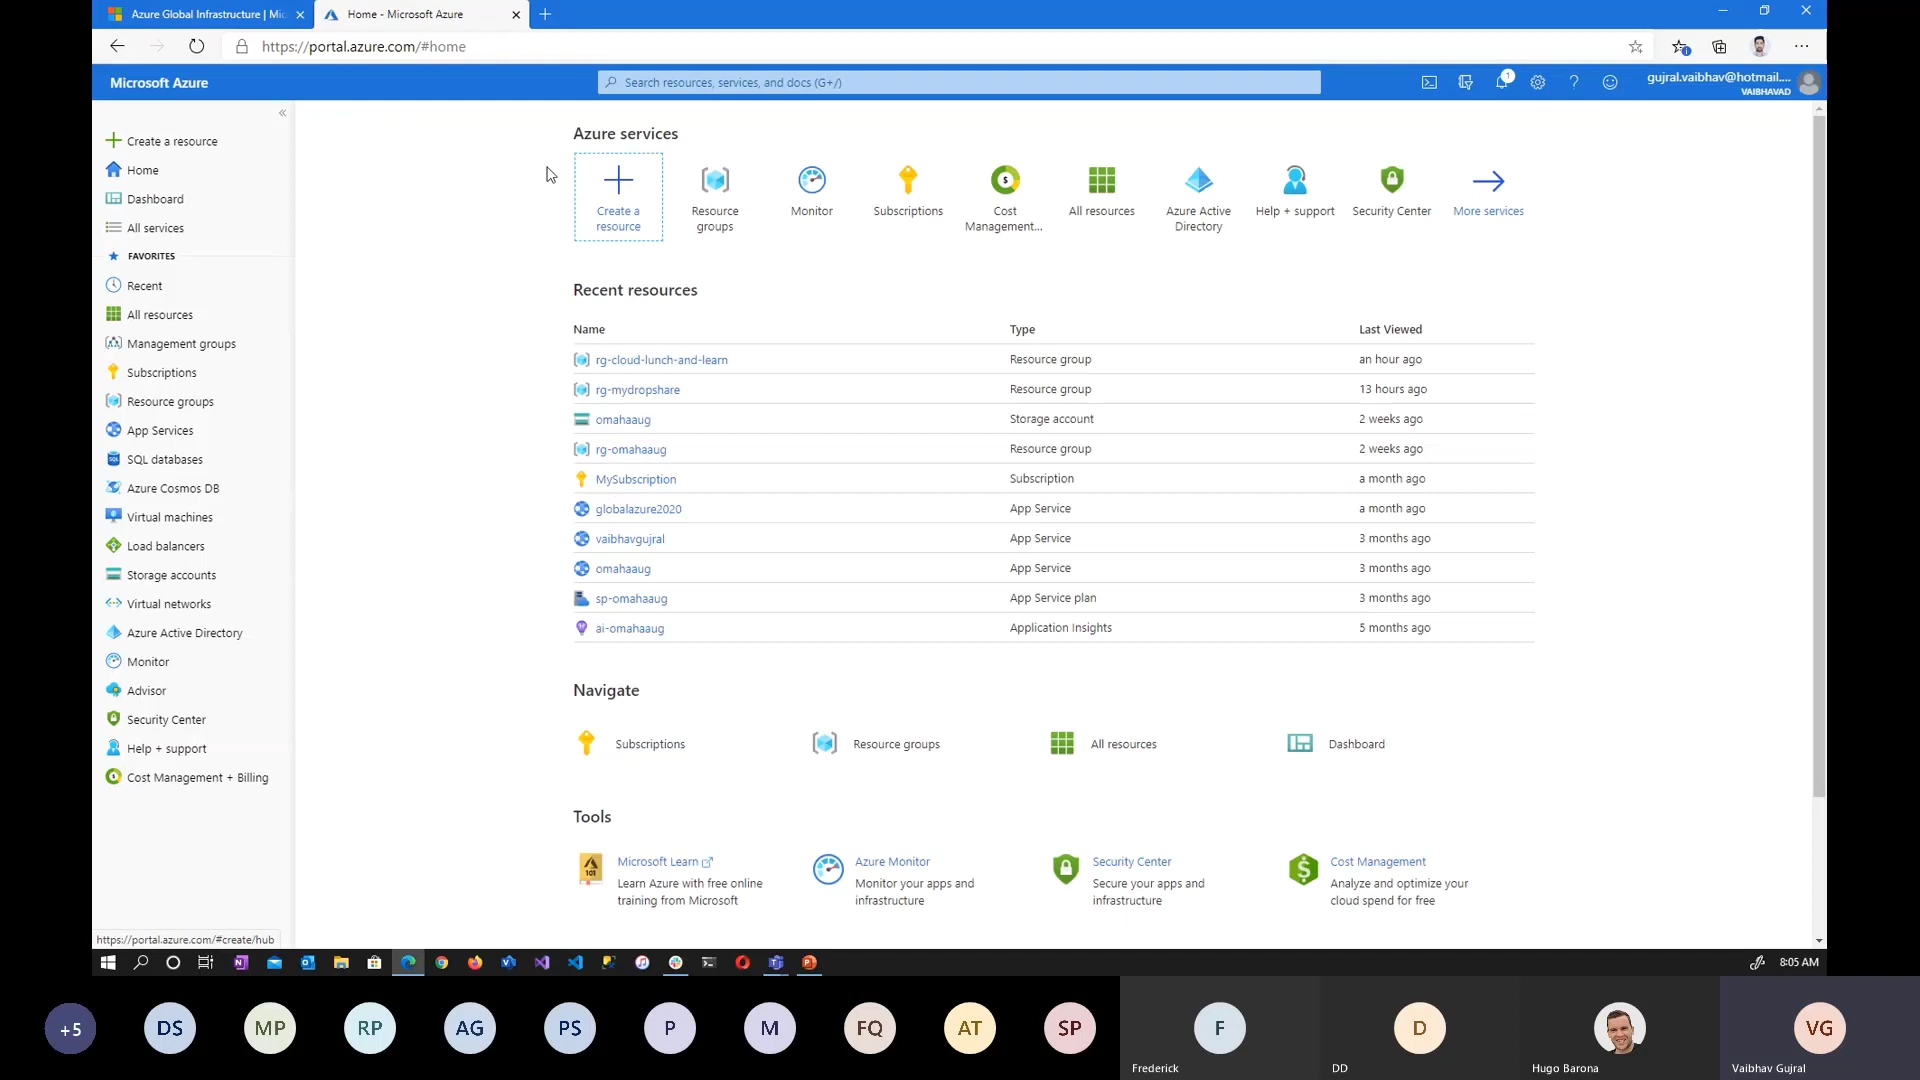 Azure Global Infrastructure | Mic
Home - Microsoft Azure
https://portal.azure.com/#home
Microsoft Azure
Search resources, services, and docs (G+/)
1
gujral.vaibhav@hotmail....
VAIBHAVAD
Create a resource
Home
Dashboard
All services
FAVORITES
Recent
All resources
Management groups
Subscriptions
Resource groups
App Services
SQL databases
Azure Cosmos DB
Virtual machines
Load balancers
Storage accounts
Virtual networks
Azure Active Directory
Monitor
Advisor
Security Center
Help + support
Cost Management + Billing
https://portal.azure.com/#create/hub
Azure services
Create a resource
Resource groups
Monitor
Subscriptions
Cost Management...
All resources
Azure Active Directory
Help + support
Security Center
More services
Recent resources
Name Type Last Viewed
rg-cloud-lunch-and-learn Resource group an hour ago
rg-mydropshare Resource group 13 hours ago
omahaaug Storage account 2 weeks ago
rg-omahaaug Resource group 2 weeks ago
MySubscription Subscription a month ago
globalazure2020 App Service a month ago
vaibhavgujral App Service 3 months ago
omahaaug App Service 3 months ago
sp-omahaaug App Service plan 3 months ago
ai-omahaaug Application Insights 5 months ago
Navigate
Subscriptions
Resource groups
All resources
Dashboard
Tools
Microsoft Learn
Learn Azure with free online
training from Microsoft
Azure Monitor
Monitor your apps and
infrastructure
Security Center
Secure your apps and
infrastructure
Cost Management
Analyze and optimize your
cloud spend for free
8:05 AM
+5
DS
MP
RP
AG
PS
P
M
FQ
AT
SP
F
Frederick
D
DD
Hugo Barona
VG
Vaibhav Gujral